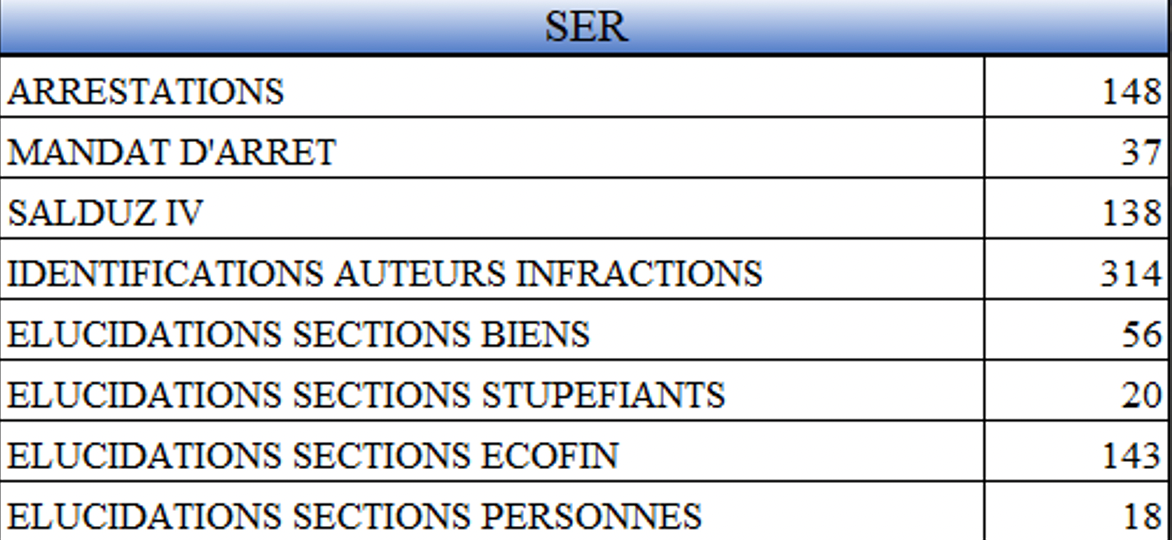 SER
ARRESTATIONS 148
MANDAT D'ARRET 37
SALDUZ IV 138
IDENTIFICATIONS AUTEURS INFRACTIONS 314
ELUCIDATIONS SECTIONS BIENS 56
ELUCIDATIONS SECTIONS STUPEFIANTS 20
ELUCIDATIONS SECTIONS ECOFIN 143
ELUCIDATIONS SECTIONS PERSONNES 18